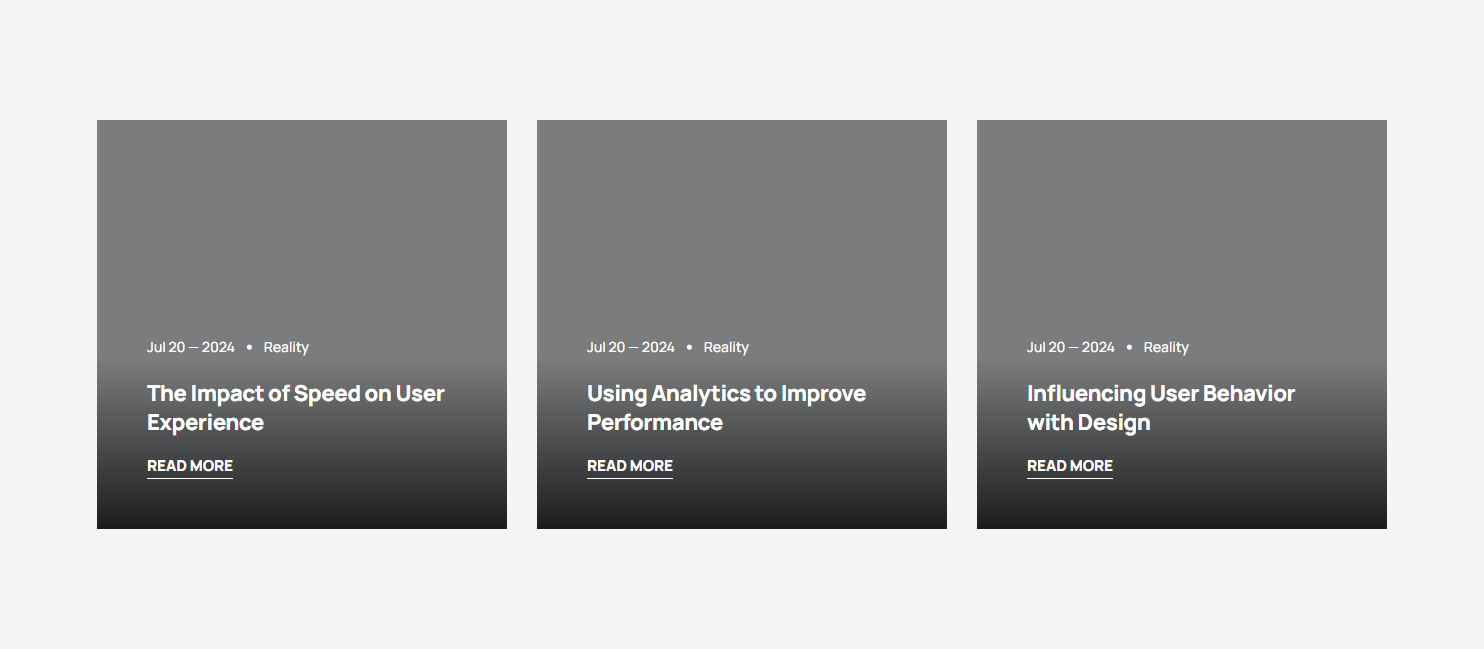 Jul 20 — 2024 • Reality
The Impact of Speed on User
Experience
READ MORE
Jul 20 — 2024 • Reality
Using Analytics to Improve
Performance
READ MORE
Jul 20 — 2024 • Reality
Influencing User Behavior
with Design
READ MORE